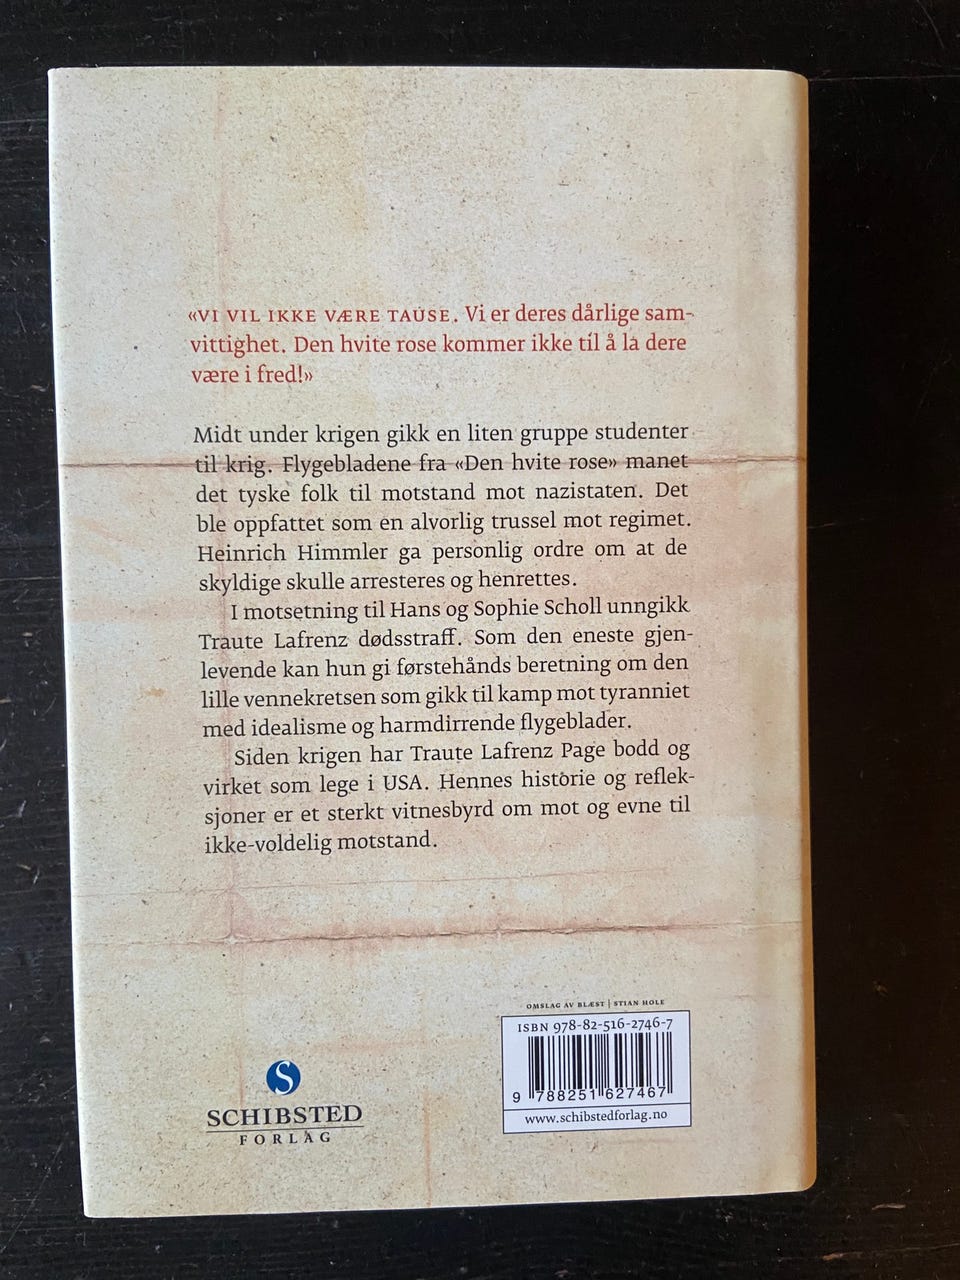 «VI VIL IKKE VÆRE TAUSE. Vi er deres dårlige sam-
vittighet. Den hvite rose kommer ikke til å la dere
være i fred!»
Midt under krigen gikk en liten gruppe studenter
til krig. Flygebladene fra «Den hvite rose» manet
det tyske folk til motstand mot nazistaten. Det
ble oppfattet som en alvorlig trussel mot regimet.
Heinrich Himmler ga personlig ordre om at de
skyldige skulle arresteres og henrettes.
I motsetning til Hans og Sophie Scholl unngikk
Traute Lafrenz dødsstraff. Som den eneste gjen-
levende kan hun gi førstehånds beretning om den
lille vennekretsen som gikk til kamp mot tyranniet
med idealisme og harmdirrende flygeblader.
Siden krigen har Traute Lafrenz Page bodd og
virket som lege i USA. Hennes historie og reflek-
sjoner er et sterkt vitnesbyrd om mot og evne til
ikke-voldelig motstand.
OMSLAG AV BLÆST | STIAN HOLE
ISBN 978-82-516-2746-7
9 788251 627467
www.schibstedforlag.no
S
SCHIBSTED
FORLAG